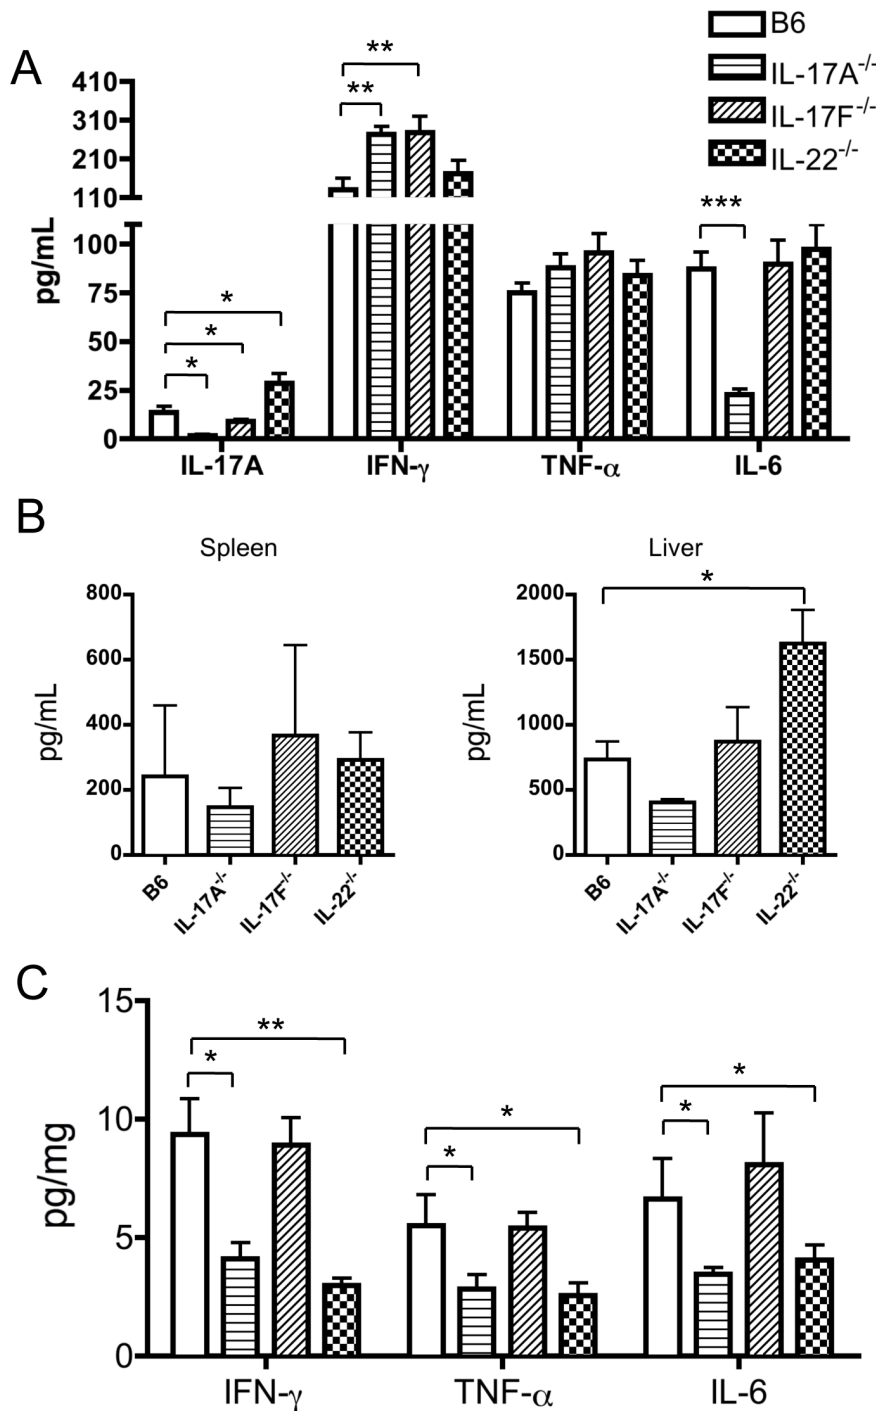 B6
IL-17A-/-
IL-17F-/-
IL-22-/-
A
410
310
210
110
100
75
50
25
0
pg/mL
**
**
***
*
*
*
IL-17A
IFN-γ
TNF-α
IL-6
B
Spleen
800
600
400
200
0
pg/mL
B6
IL-17A-/-
IL-17F-/-
IL-22-/-
Liver
*
2000
1500
1000
500
0
pg/mL
B6
IL-17A-/-
IL-17F-/-
IL-22-/-
C
15
10
5
0
pg/mg
**
*
*
*
*
*
IFN-γ
TNF-α
IL-6